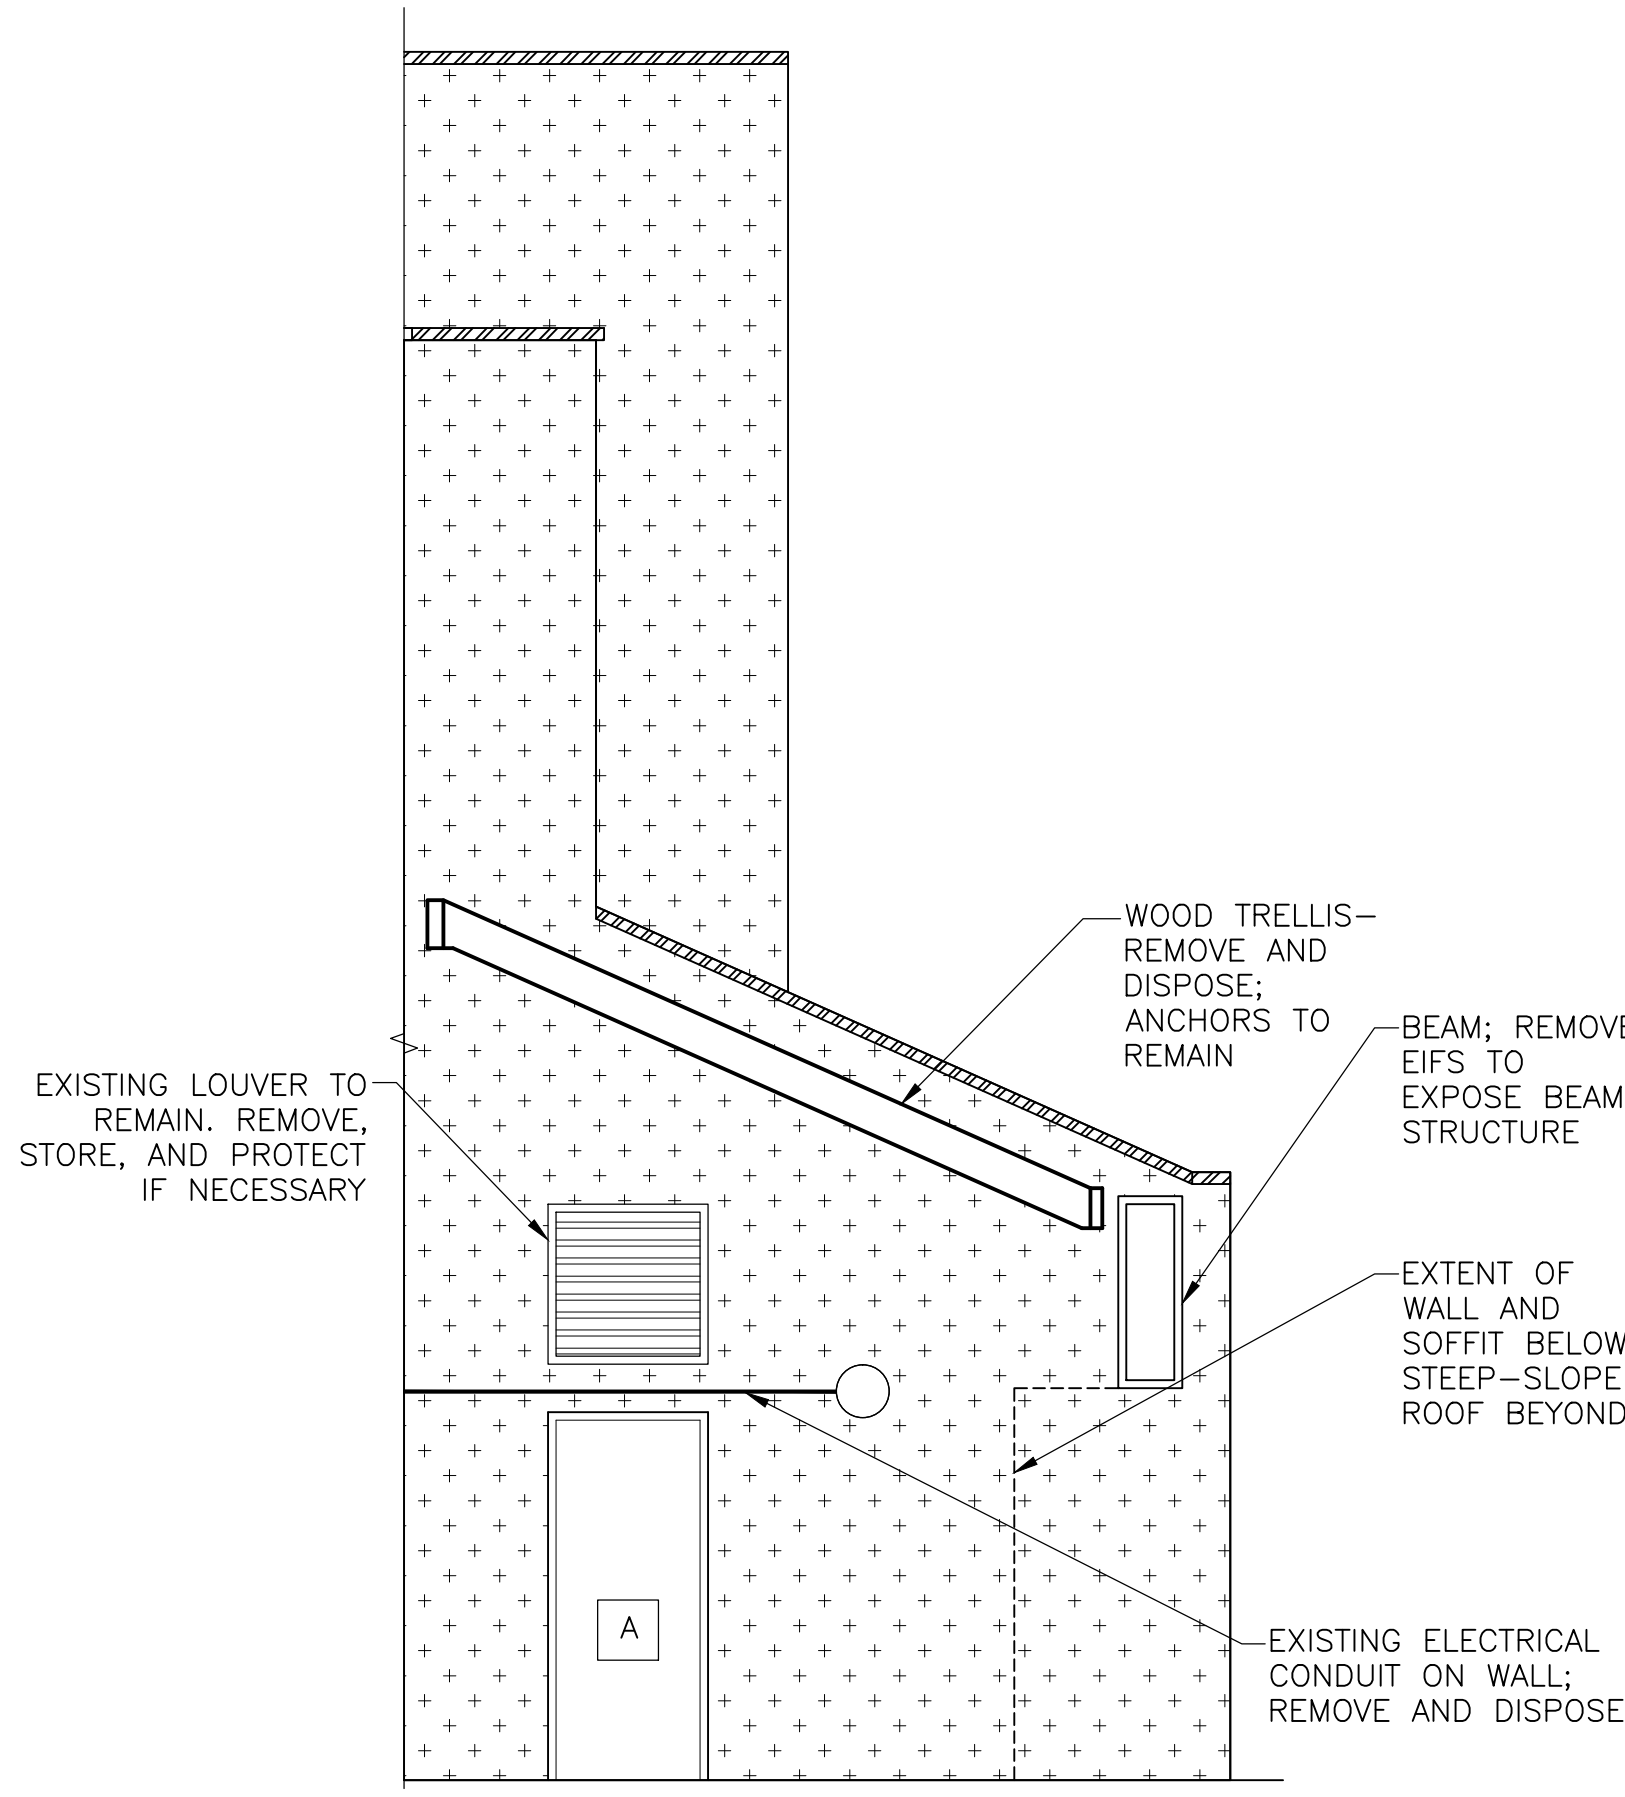 WOOD TRELLIS-
REMOVE AND
DISPOSE;
ANCHORS TO
REMAIN
BEAM; REMOVE
EIFS TO
EXPOSE BEAM
STRUCTURE
EXISTING LOUVER TO
REMAIN. REMOVE,
STORE, AND PROTECT
IF NECESSARY
EXTENT OF
WALL AND
SOFFIT BELOW
STEEP-SLOPE
ROOF BEYOND
A
EXISTING ELECTRICAL
CONDUIT ON WALL;
REMOVE AND DISPOSE